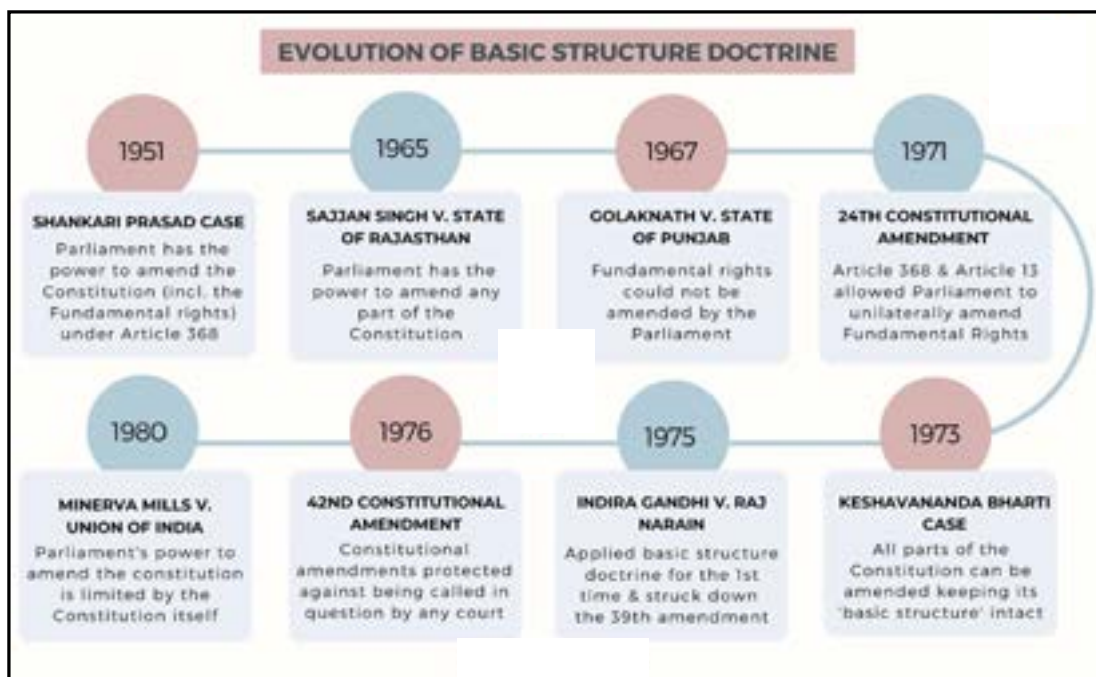 EVOLUTION OF BASIC STRUCTURE DOCTRINE
1951
SHANKARI PRASAD CASE
Parliament has the
power to amend the
Constitution (incl. the
Fundamental rights)
under Article 368
1965
SAJJAN SINGH V. STATE
OF RAJASTHAN
Parliament has the
power to amend any
part of the
Constitution
1967
GOLAKNATH V. STATE
OF PUNJAB
Fundamental rights
could not be
amended by the
Parliament
1971
24TH CONSTITUTIONAL
AMENDMENT
Article 368 & Article 13
allowed Parliament to
unilaterally amend
Fundamental Rights
1973
KESHAVANANDA BHARTI
CASE
All parts of the
Constitution can be
amended keeping its
'basic structure' intact
1975
INDIRA GANDHI V. RAJ
NARAIN
Applied basic structure
doctrine for the 1st
time & struck down
the 39th amendment
1976
42ND CONSTITUTIONAL
AMENDMENT
Constitutional
amendments protected
against being called in
question by any court
1980
MINERVA MILLS V.
UNION OF INDIA
Parliament's power to
amend the constitution
is limited by the
Constitution itself